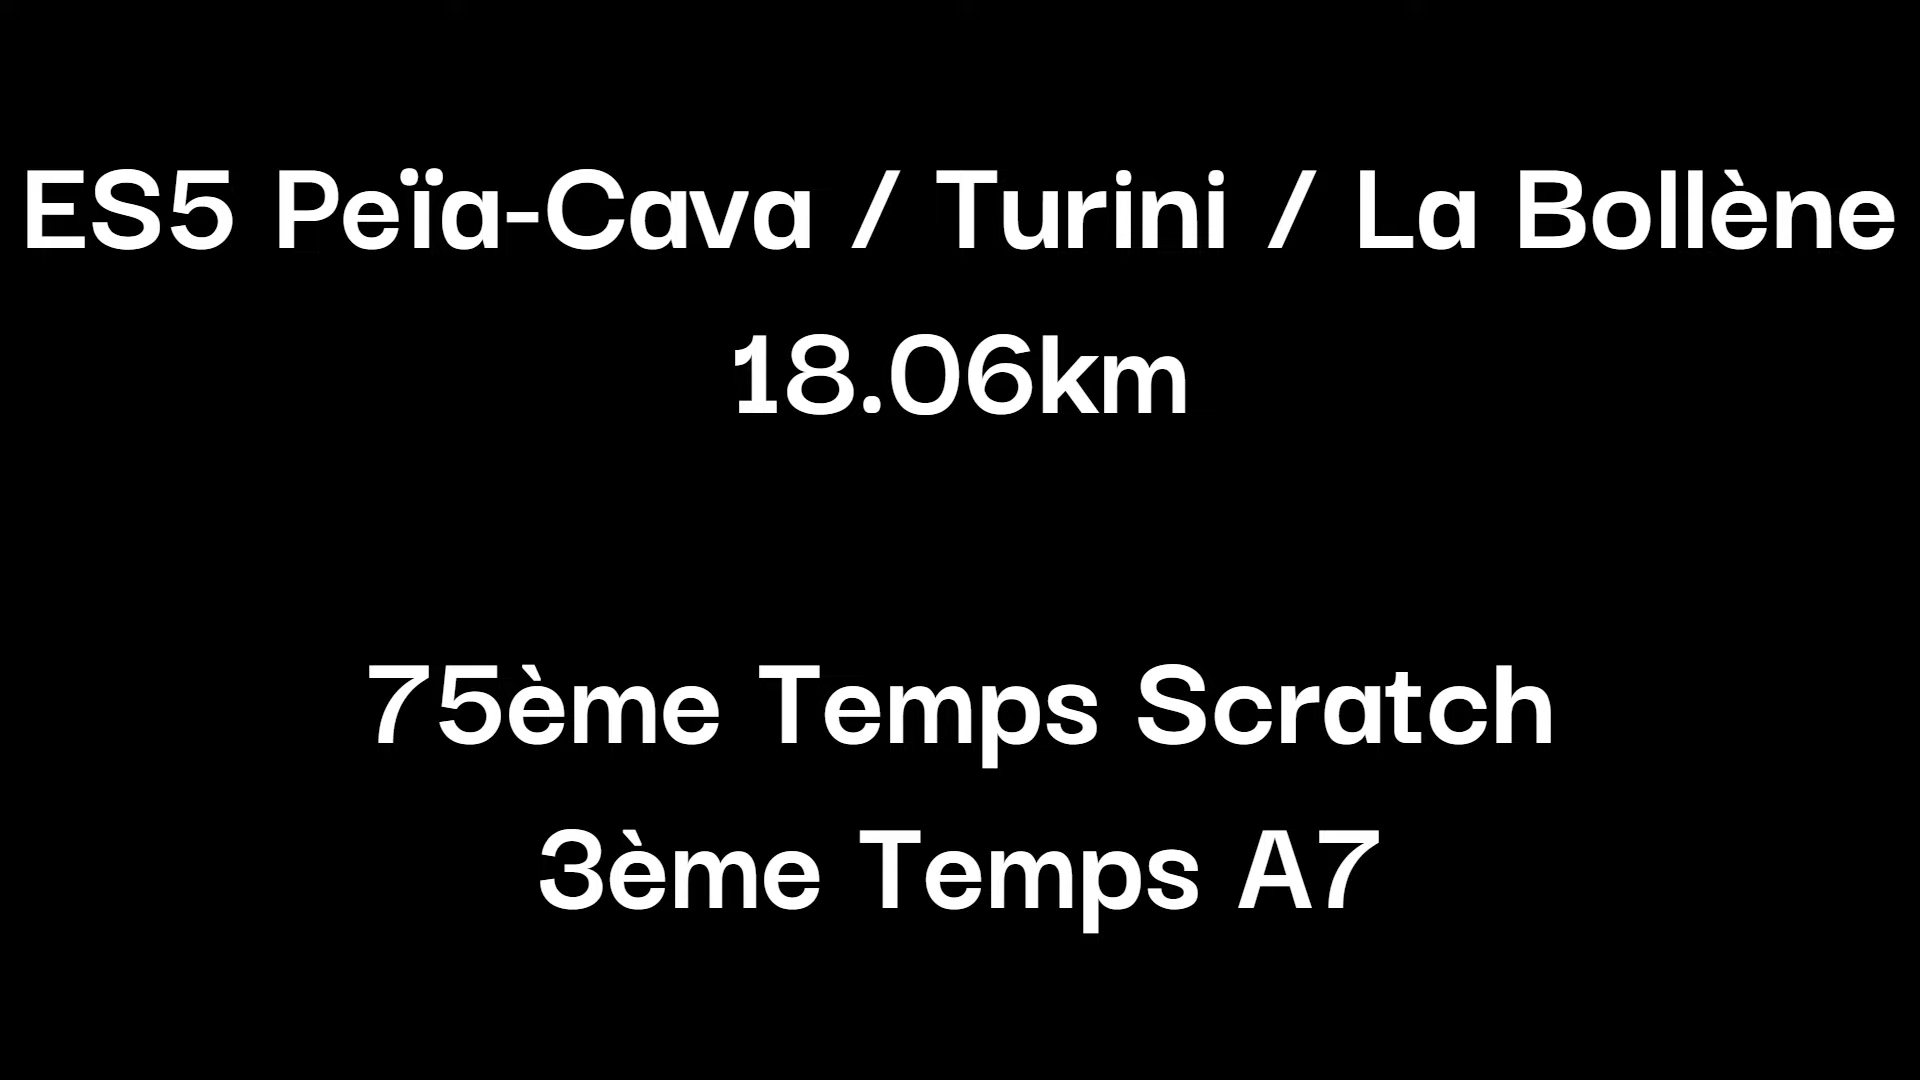 ES5 Peïa-Cava / Turini / La Bollène
18.06km
75ème Temps Scratch
3ème Temps A7